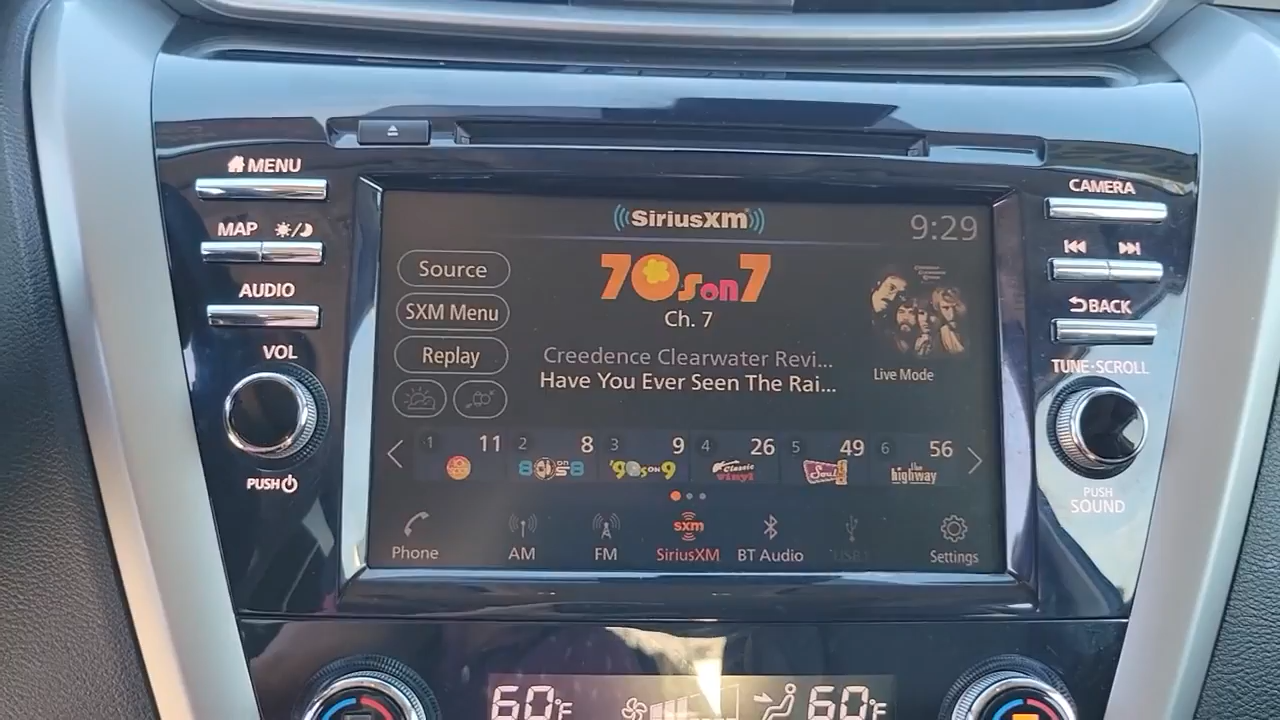 MENU
MAP
AUDIO
VOL
PUSH
SiriusXM
9:29
Source
SXM Menu
Replay
70s on 7
Ch. 7
Creedence Clearwater Revi...
Have You Ever Seen The Rai...
Live Mode
1 11 2 8 3 9 4 26 5 49 6 56
80s on 8
'90s ON 9
Classic vinyl
Soul
the highway
sxm
Phone
AM
FM
SiriusXM
BT Audio
Settings
CAMERA
BACK
TUNE·SCROLL
PUSH
SOUND
60°F
60°F